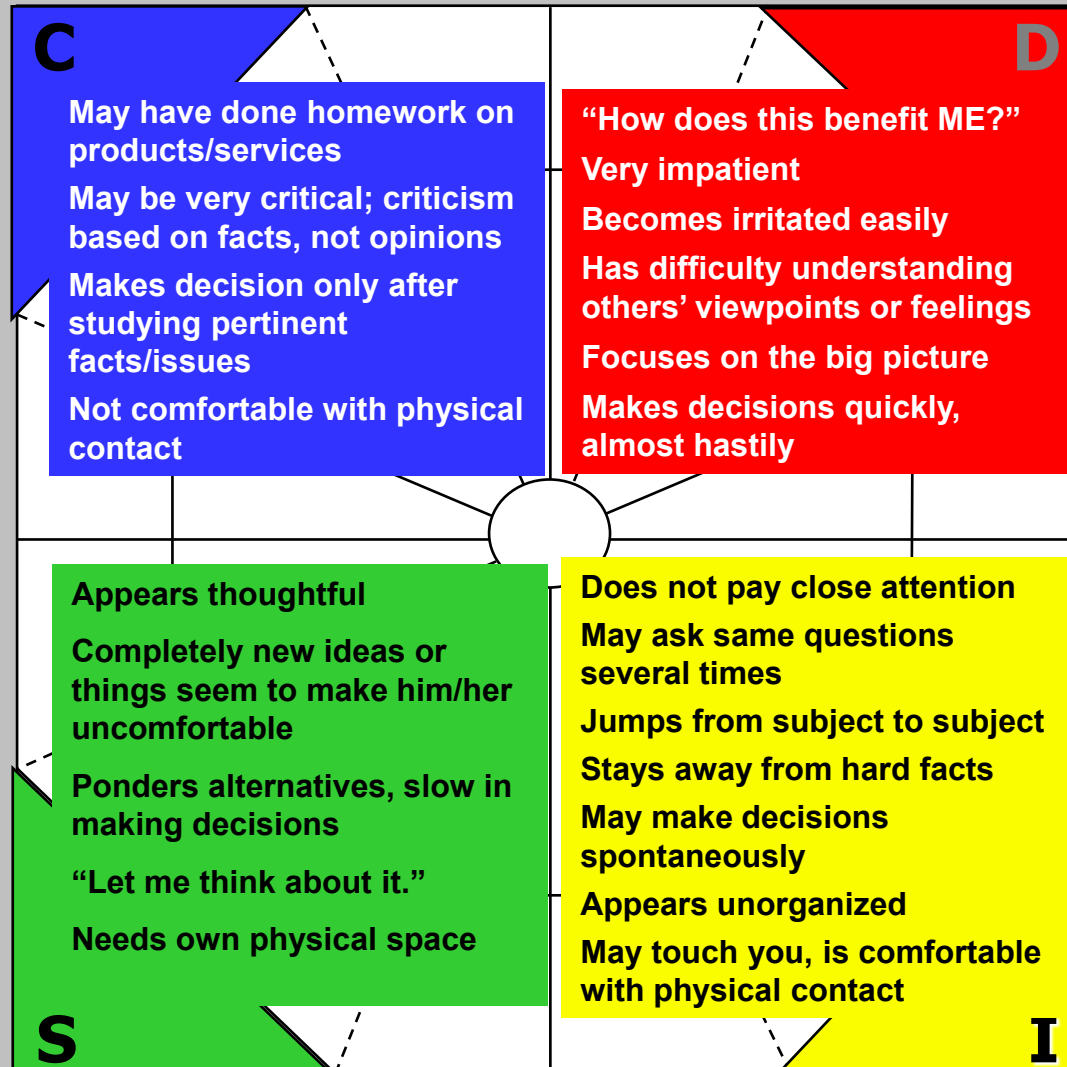 C
May have done homework on
products/services
May be very critical; criticism
based on facts, not opinions
Makes decision only after
studying pertinent
facts/issues
Not comfortable with physical
contact
D
“How does this benefit ME?”
Very impatient
Becomes irritated easily
Has difficulty understanding
others’ viewpoints or feelings
Focuses on the big picture
Makes decisions quickly,
almost hastily
Appears thoughtful
Completely new ideas or
things seem to make him/her
uncomfortable
Ponders alternatives, slow in
making decisions
“Let me think about it.”
Needs own physical space
S
Does not pay close attention
May ask same questions
several times
Jumps from subject to subject
Stays away from hard facts
May make decisions
spontaneously
Appears unorganized
May touch you, is comfortable
with physical contact
I